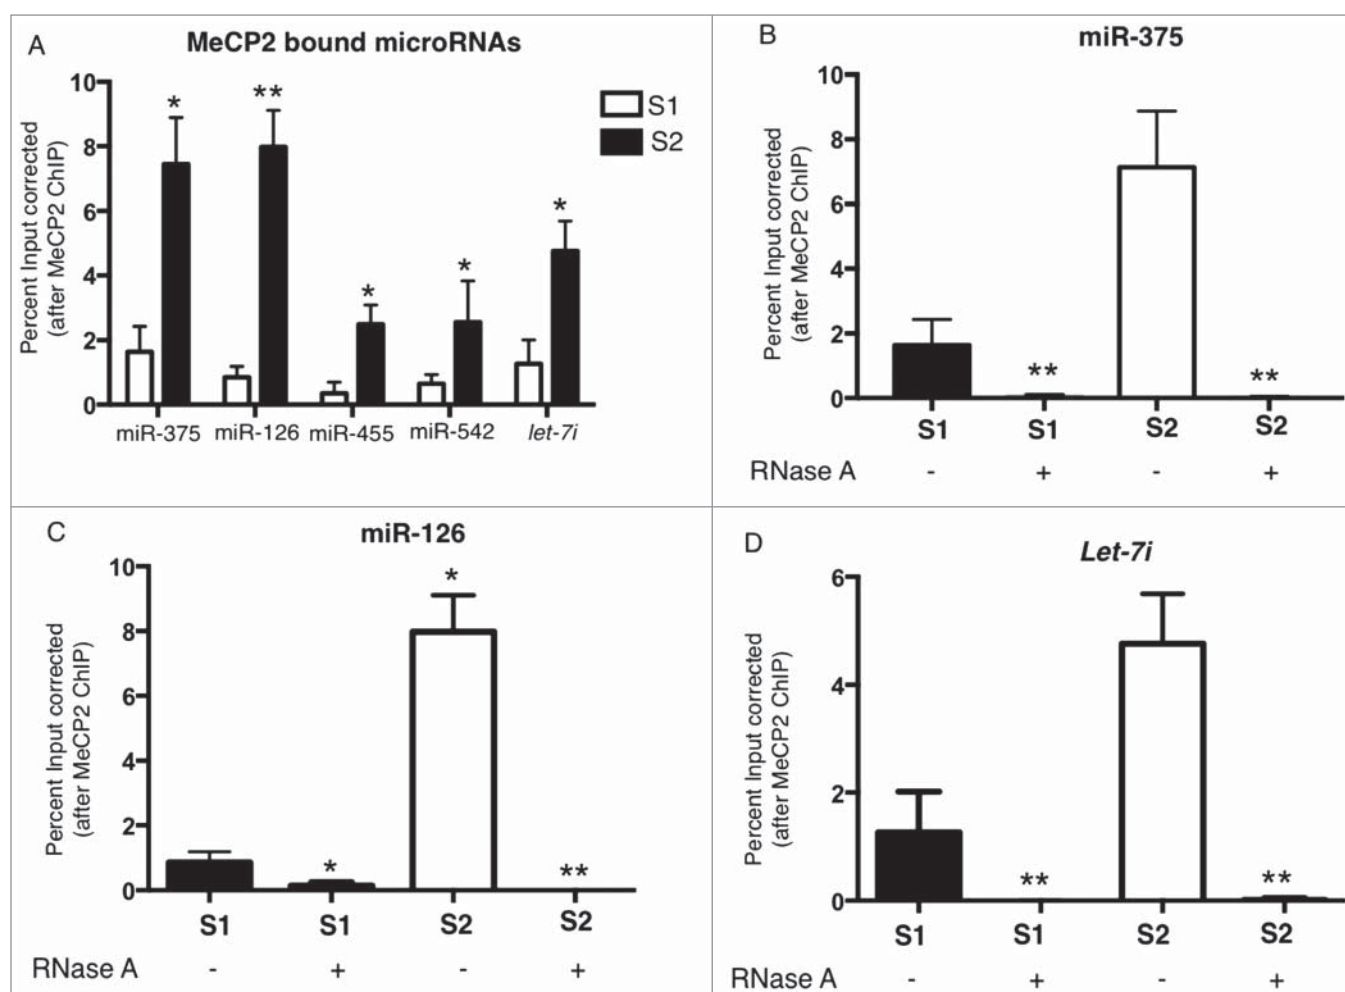 A
MeCP2 bound microRNAs
Percent Input corrected
(after MeCP2 ChIP)
10
8
6
4
2
0
* ** * * *
S1
S2
miR-375 miR-126 miR-455 miR-542 let-7i
B
miR-375
Percent Input corrected
(after MeCP2 ChIP)
10
8
6
4
2
0
** **
S1 S1 S2 S2
RNase A - + - +
C
miR-126
Percent Input corrected
(after MeCP2 ChIP)
10
8
6
4
2
0
* * **
S1 S1 S2 S2
RNase A - + - +
D
Let-7i
Percent Input corrected
(after MeCP2 ChIP)
6
4
2
0
** **
S1 S1 S2 S2
RNase A - + - +